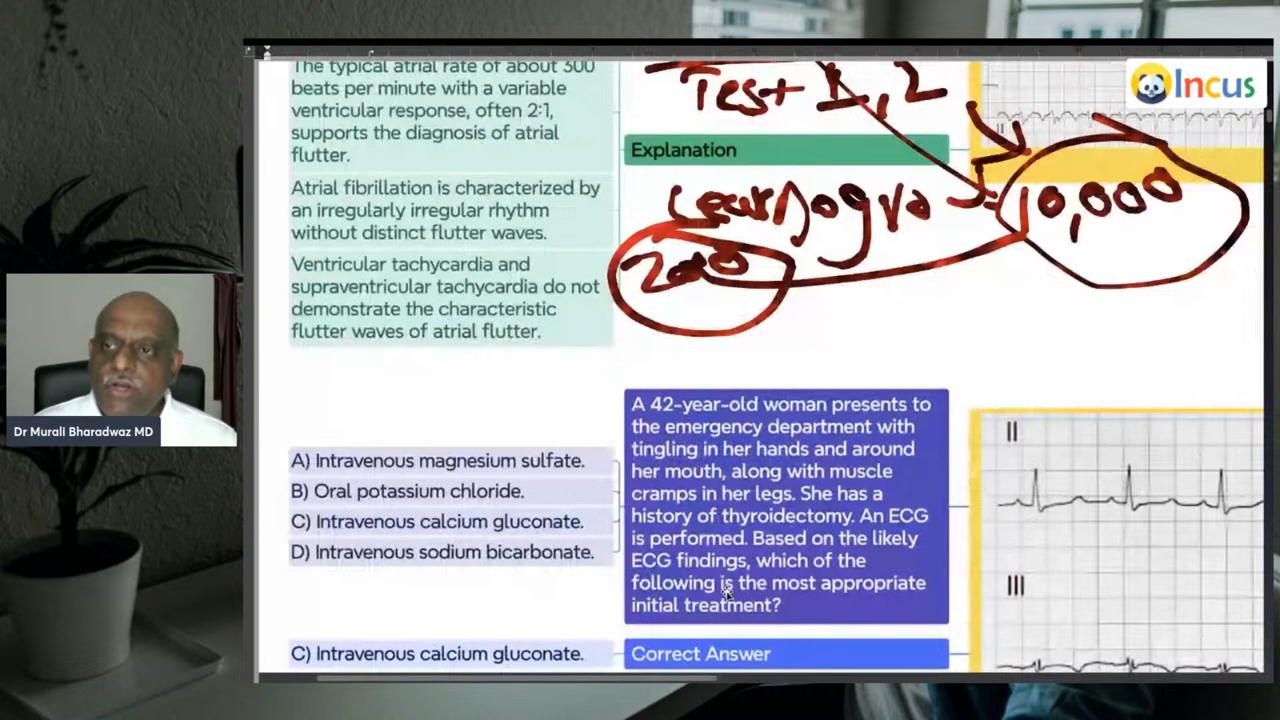 The typical atrial rate of about 300
beats per minute with a variable
ventricular response, often 2:1,
supports the diagnosis of atrial
flutter.
Atrial fibrillation is characterized by
an irregularly irregular rhythm
without distinct flutter waves.
Ventricular tachycardia and
supraventricular tachycardia do not
demonstrate the characteristic
flutter waves of atrial flutter.
Test 1, 2
Explanation
10,000
200
Incus
II
Dr Murali Bharadwaz MD
A) Intravenous magnesium sulfate.
B) Oral potassium chloride.
C) Intravenous calcium gluconate.
D) Intravenous sodium bicarbonate.
A 42-year-old woman presents to
the emergency department with
tingling in her hands and around
her mouth, along with muscle
cramps in her legs. She has a
history of thyroidectomy. An ECG
is performed. Based on the likely
ECG findings, which of the
following is the most appropriate
initial treatment?
II
III
C) Intravenous calcium gluconate.
Correct Answer